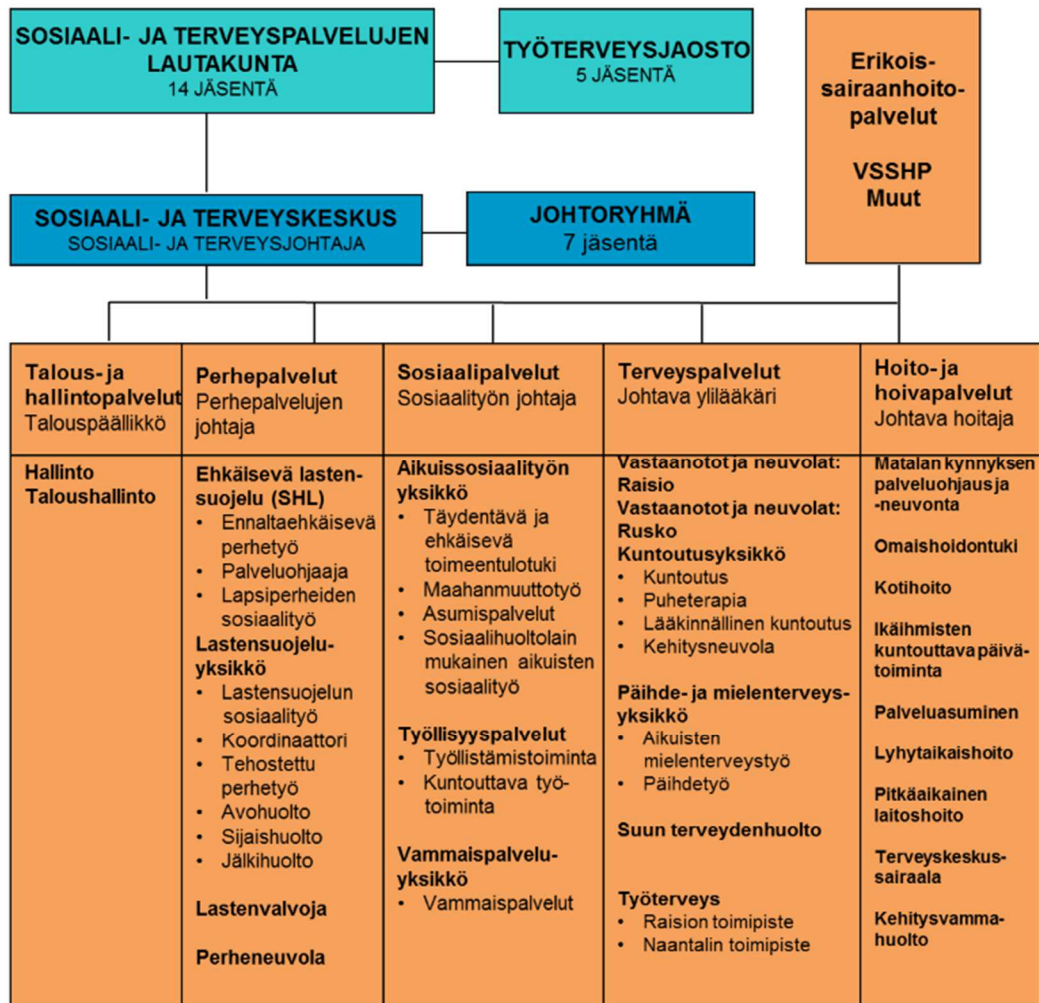 SOSIAALI- JA TERVEYSPALVELUJEN
LAUTAKUNTA
14 JÄSENTÄ
TYÖTERVEYSJAOSTO
5 JÄSENTÄ
Erikois-
sairaanhoito-
palvelut
VSSHP
Muut
SOSIAALI- JA TERVEYSKESKUS
SOSIAALI- JA TERVEYSJOHTAJA
JOHTORYHMÄ
7 jäsentä
Talous- ja
hallintopalvelut
Talouspäällikkö
Hallinto
Taloushallinto
Perhepalvelut
Perhepalvelujen
johtaja
Ehkäisevä lasten-
suojelu (SHL)
• Ennaltaehkäisevä
perhetyö
• Palveluohjaaja
• Lapsiperheiden
sosiaalityö
Lastensuojelu-
yksikkö
• Lastensuojelun
sosiaalityö
• Koordinaattori
• Tehostettu
perhetyö
• Avohuolto
• Sijaishuolto
• Jälkihuolto
Lastenvalvoja
Perheneuvola
Sosiaalipalvelut
Sosiaalityön johtaja
Aikuissosiaalityön
yksikkö
• Täydentävä ja
ehkäisevä
toimeentulotuki
• Maahanmuuttotyö
• Asumispalvelut
• Sosiaalihuoltolain
mukainen aikuisten
sosiaalityö
Työllisyyspalvelut
• Työllistämistoiminta
• Kuntouttava työ-
toiminta
Vammaispalvelu-
yksikkö
• Vammaispalvelut
Terveyspalvelut
Johtava ylilääkäri
Vastaanotot ja neuvolat:
Raisio
Vastaanotot ja neuvolat:
Rusko
Kuntoutusyksikkö
• Kuntoutus
• Puheterapia
• Lääkinnällinen kuntoutus
• Kehitysneuvola
Päihde- ja mielenterveys-
yksikkö
• Aikuisten
mielenterveystyö
• Päihdetyö
Suun terveydenhuolto
Työterveys
• Raision toimipiste
• Naantalin toimipiste
Hoito- ja
hoivapalvelut
Johtava hoitaja
Matalan kynnyksen
palveluohjaus ja
-neuvonta
Omaishoidontuki
Kotihoito
Ikäihmisten
kuntouttava päivä-
toiminta
Palveluasuminen
Lyhytaikaishoito
Pitkäaikainen
laitoshoito
Terveyskeskus-
sairaala
Kehitysvamma-
huolto